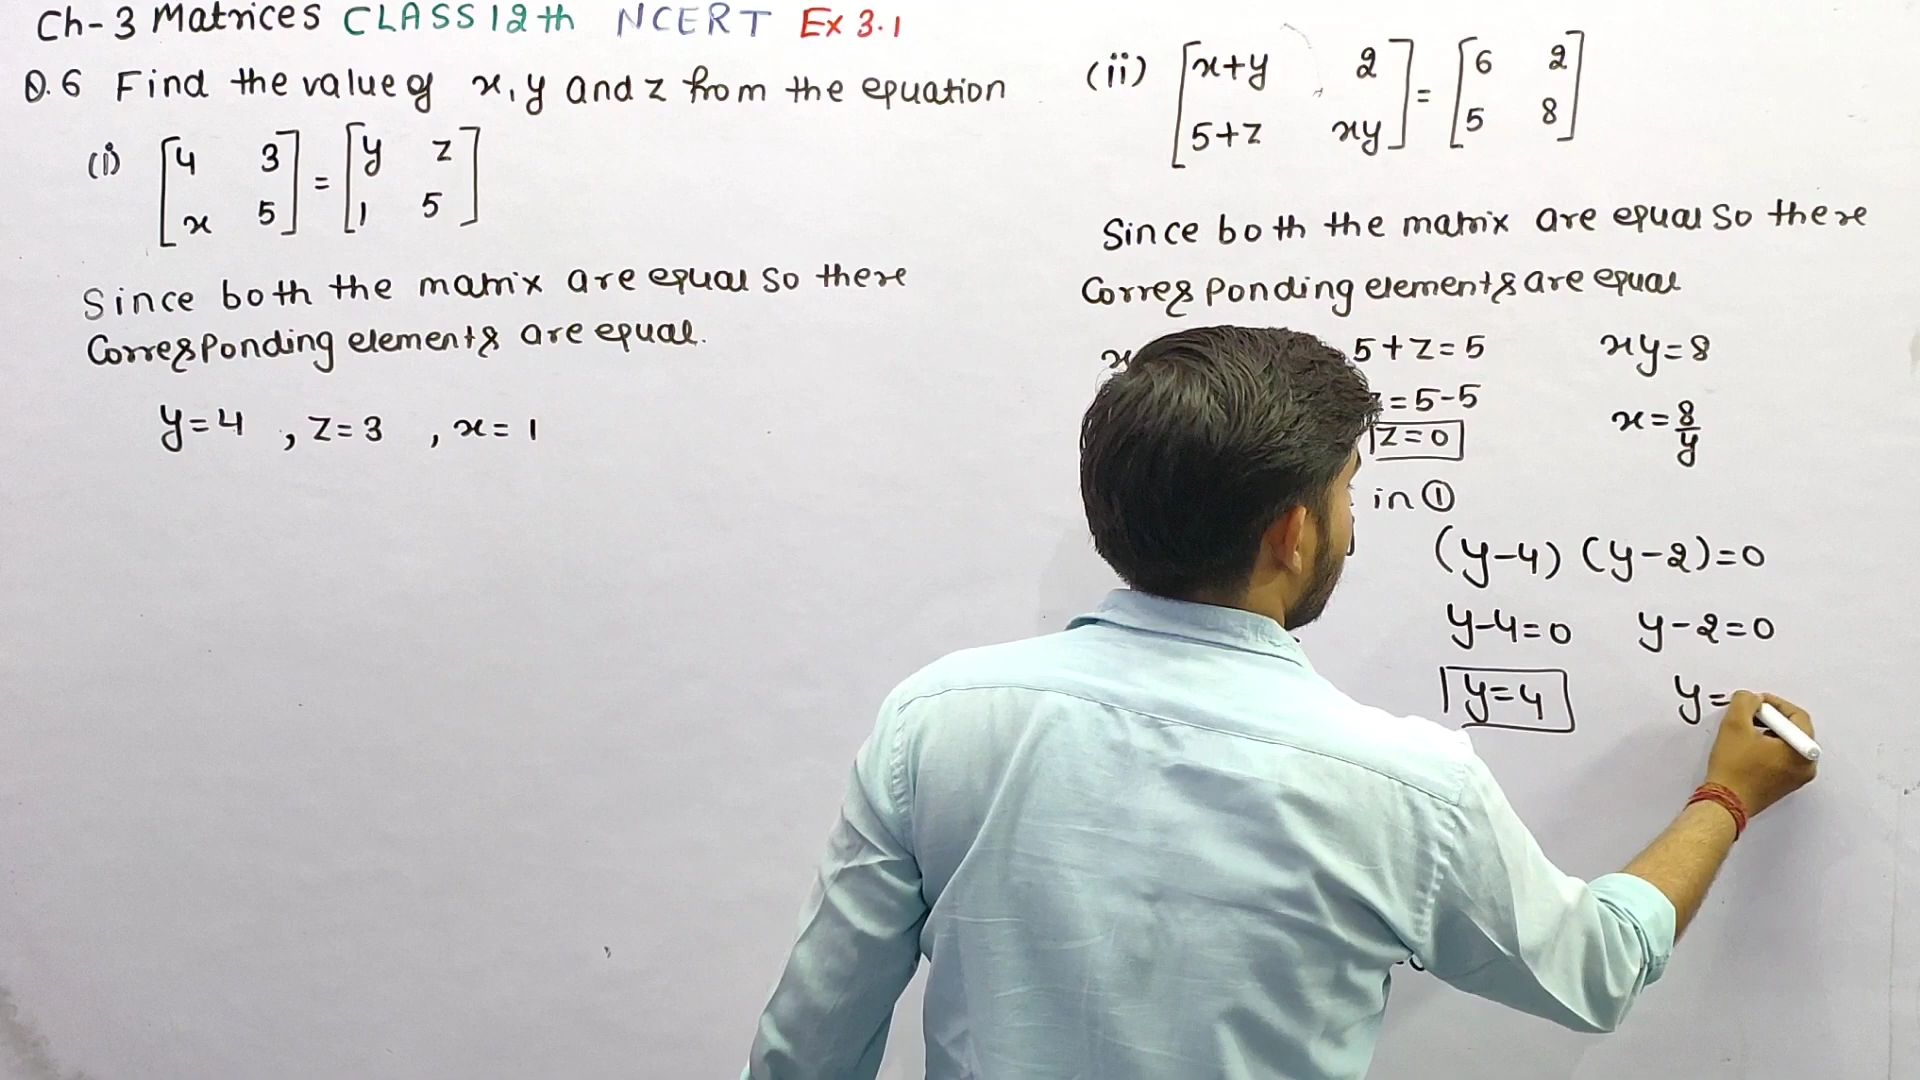 Ch-3 Matrices CLASS 12th NCERT Ex 3.1
Q.6 Find the value of x, y and z from the equation
(i) [4 3 = [y z
x 5] 1 5]
Since both the matrix are equal so there
Corresponding elements are equal.
y=4 , z=3 , x=1
(ii) [x+y 2 = [6 2
5+z xy] 5 8]
Since both the matrix are equal so there
Corresponding elements are equal
5+z=5 xy=8
=5-5 x=8/y
z=0
in ①
(y-4) (y-2)=0
y-4=0 y-2=0
y=4 y=